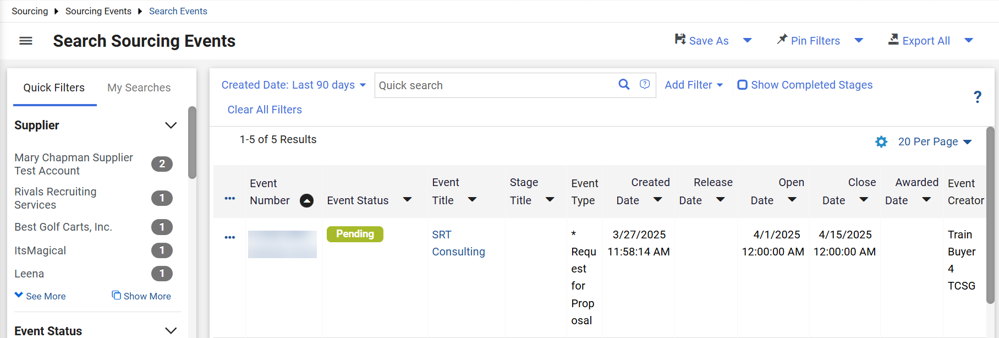 Sourcing Sourcing Events Search Events
Search Sourcing Events
Save As Pin Filters Export All
Quick Filters My Searches
Supplier
Mary Chapman Supplier
Test Account
2
Rivals Recruiting
Services
1
Best Golf Carts, Inc. 1
ItsMagical 1
Leena 1
See More Show More
Event Status
Created Date: Last 90 days Quick search ? Add Filter Show Completed Stages
?
Clear All Filters
1-5 of 5 Results
20 Per Page
Event
Number
Event Status
Event
Title
Stage
Title
Event
Type
Created
Date
Release
Date
Open
Date
Close
Date
Awarded
Date
Event
Creator
Pending
SRT
Consulting
*
Requ
est
for
Prop
osal
3/27/2025
11:58:14 AM
4/1/2025
12:00:00 AM
4/15/2025
12:00:00 AM
Train
Buyer
4
TCSG